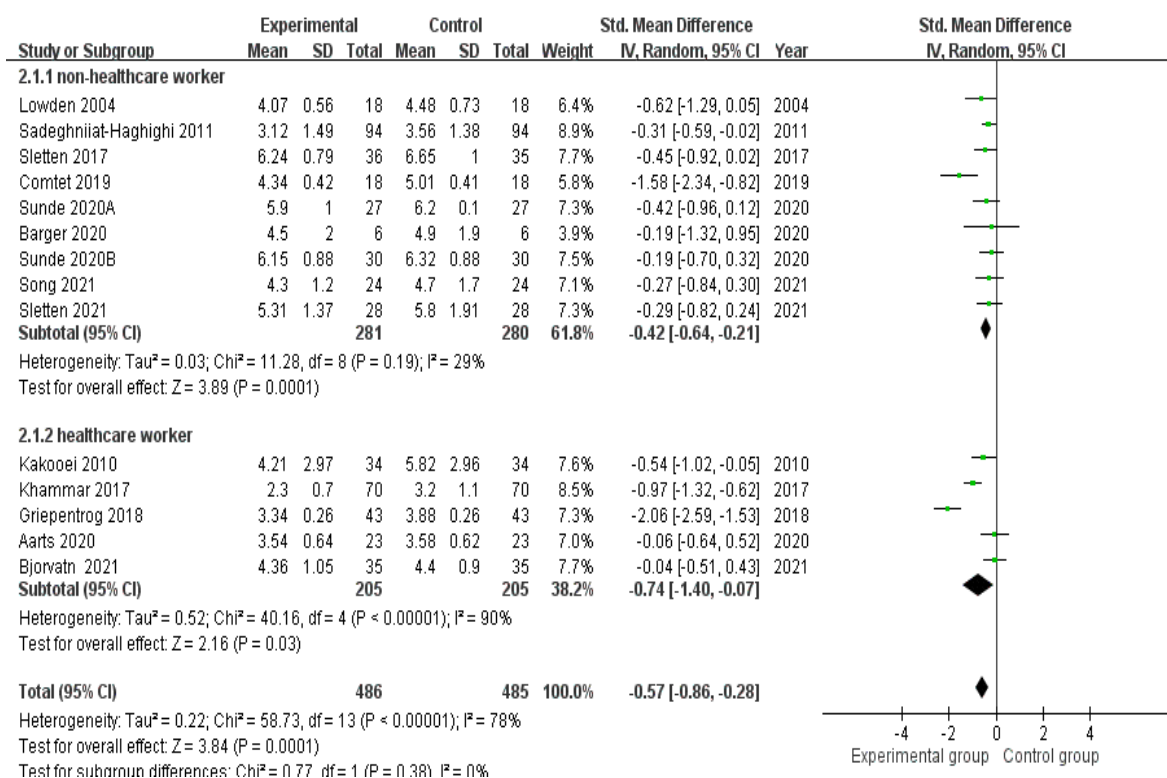 Experimental Control Std. Mean Difference Std. Mean Difference
Study or Subgroup Mean SD Total Mean SD Total Weight IV, Random, 95% CI Year IV, Random, 95% CI
2.1.1 non-healthcare worker
Lowden 2004 4.07 0.56 18 4.48 0.73 18 6.4% -0.62 [-1.29, 0.05] 2004
Sadeghniiat-Haghighi 2011 3.12 1.49 94 3.56 1.38 94 8.9% -0.31 [-0.59, -0.02] 2011
Sletten 2017 6.24 0.79 36 6.65 1 35 7.7% -0.45 [-0.92, 0.02] 2017
Comtet 2019 4.34 0.42 18 5.01 0.41 18 5.8% -1.58 [-2.34, -0.82] 2019
Sunde 2020A 5.9 1 27 6.2 0.1 27 7.3% -0.42 [-0.96, 0.12] 2020
Barger 2020 4.5 2 6 4.9 1.9 6 3.9% -0.19 [-1.32, 0.95] 2020
Sunde 2020B 6.15 0.88 30 6.32 0.88 30 7.5% -0.19 [-0.70, 0.32] 2020
Song 2021 4.3 1.2 24 4.7 1.7 24 7.1% -0.27 [-0.84, 0.30] 2021
Sletten 2021 5.31 1.37 28 5.8 1.91 28 7.3% -0.29 [-0.82, 0.24] 2021
Subtotal (95% CI) 281 280 61.8% -0.42 [-0.64, -0.21]
Heterogeneity: Tau² = 0.03; Chi² = 11.28, df = 8 (P = 0.19); I² = 29%
Test for overall effect: Z = 3.89 (P = 0.0001)
2.1.2 healthcare worker
Kakooei 2010 4.21 2.97 34 5.82 2.96 34 7.6% -0.54 [-1.02, -0.05] 2010
Khammar 2017 2.3 0.7 70 3.2 1.1 70 8.5% -0.97 [-1.32, -0.62] 2017
Griepentrog 2018 3.34 0.26 43 3.88 0.26 43 7.3% -2.06 [-2.59, -1.53] 2018
Aarts 2020 3.54 0.64 23 3.58 0.62 23 7.0% -0.06 [-0.64, 0.52] 2020
Bjorvatn 2021 4.36 1.05 35 4.4 0.9 35 7.7% -0.04 [-0.51, 0.43] 2021
Subtotal (95% CI) 205 205 38.2% -0.74 [-1.40, -0.07]
Heterogeneity: Tau² = 0.52; Chi² = 40.16, df = 4 (P < 0.00001); I² = 90%
Test for overall effect: Z = 2.16 (P = 0.03)
Total (95% CI) 486 485 100.0% -0.57 [-0.86, -0.28]
Heterogeneity: Tau² = 0.22; Chi² = 58.73, df = 13 (P < 0.00001); I² = 78%
Test for overall effect: Z = 3.84 (P = 0.0001)
Test for subgroup differences: Chi² = 0.77, df = 1 (P = 0.38), I² = 0%
-4 -2 0 2 4
Experimental group Control group